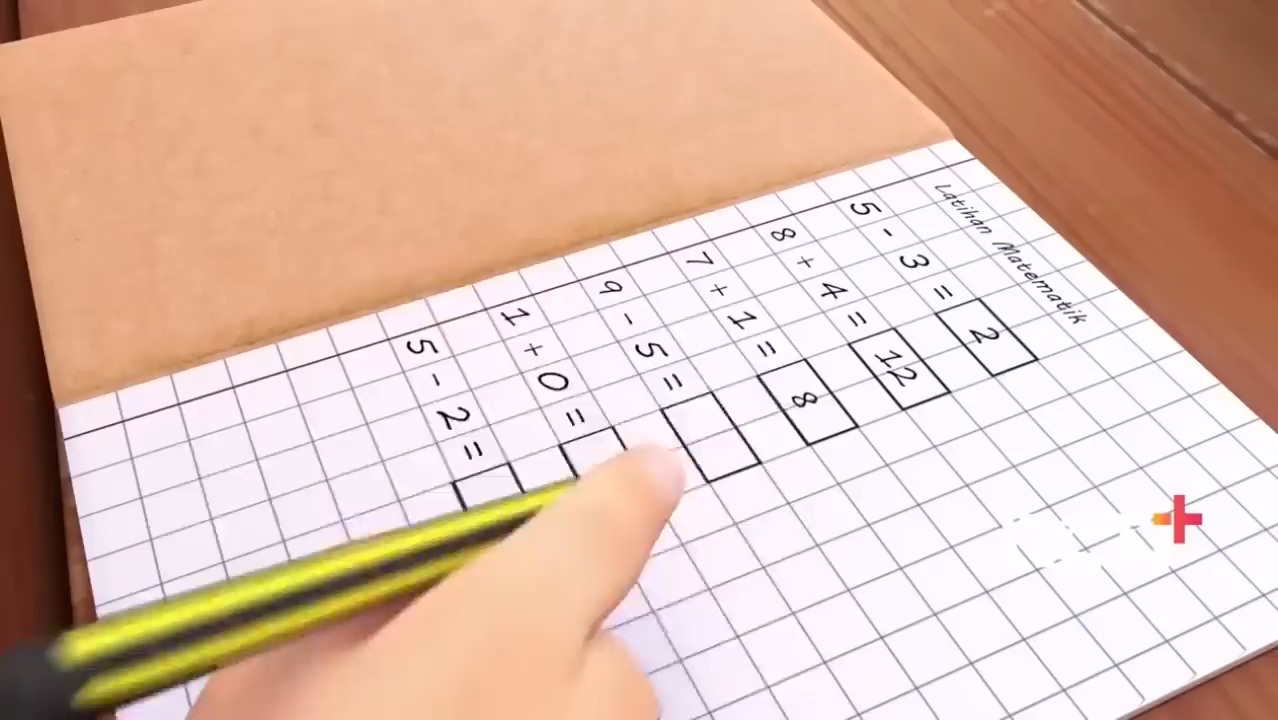 Latihan Matematik
5 - 3 = 2
8 + 4 = 12
7 + 1 = 8
9 - 5 =
1 + 0 =
5 - 2 =